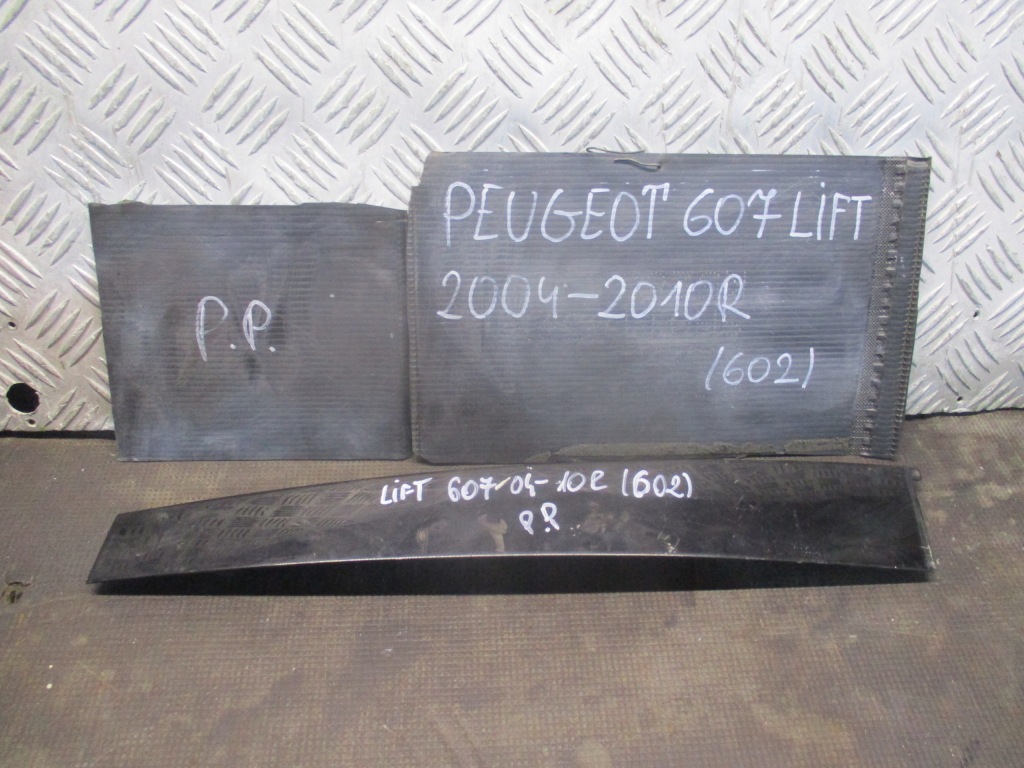 P.P.
PEUGEOT 607 LiFT
2004-2010R
(602)
LiFT 607 04-10R (602)
P.P